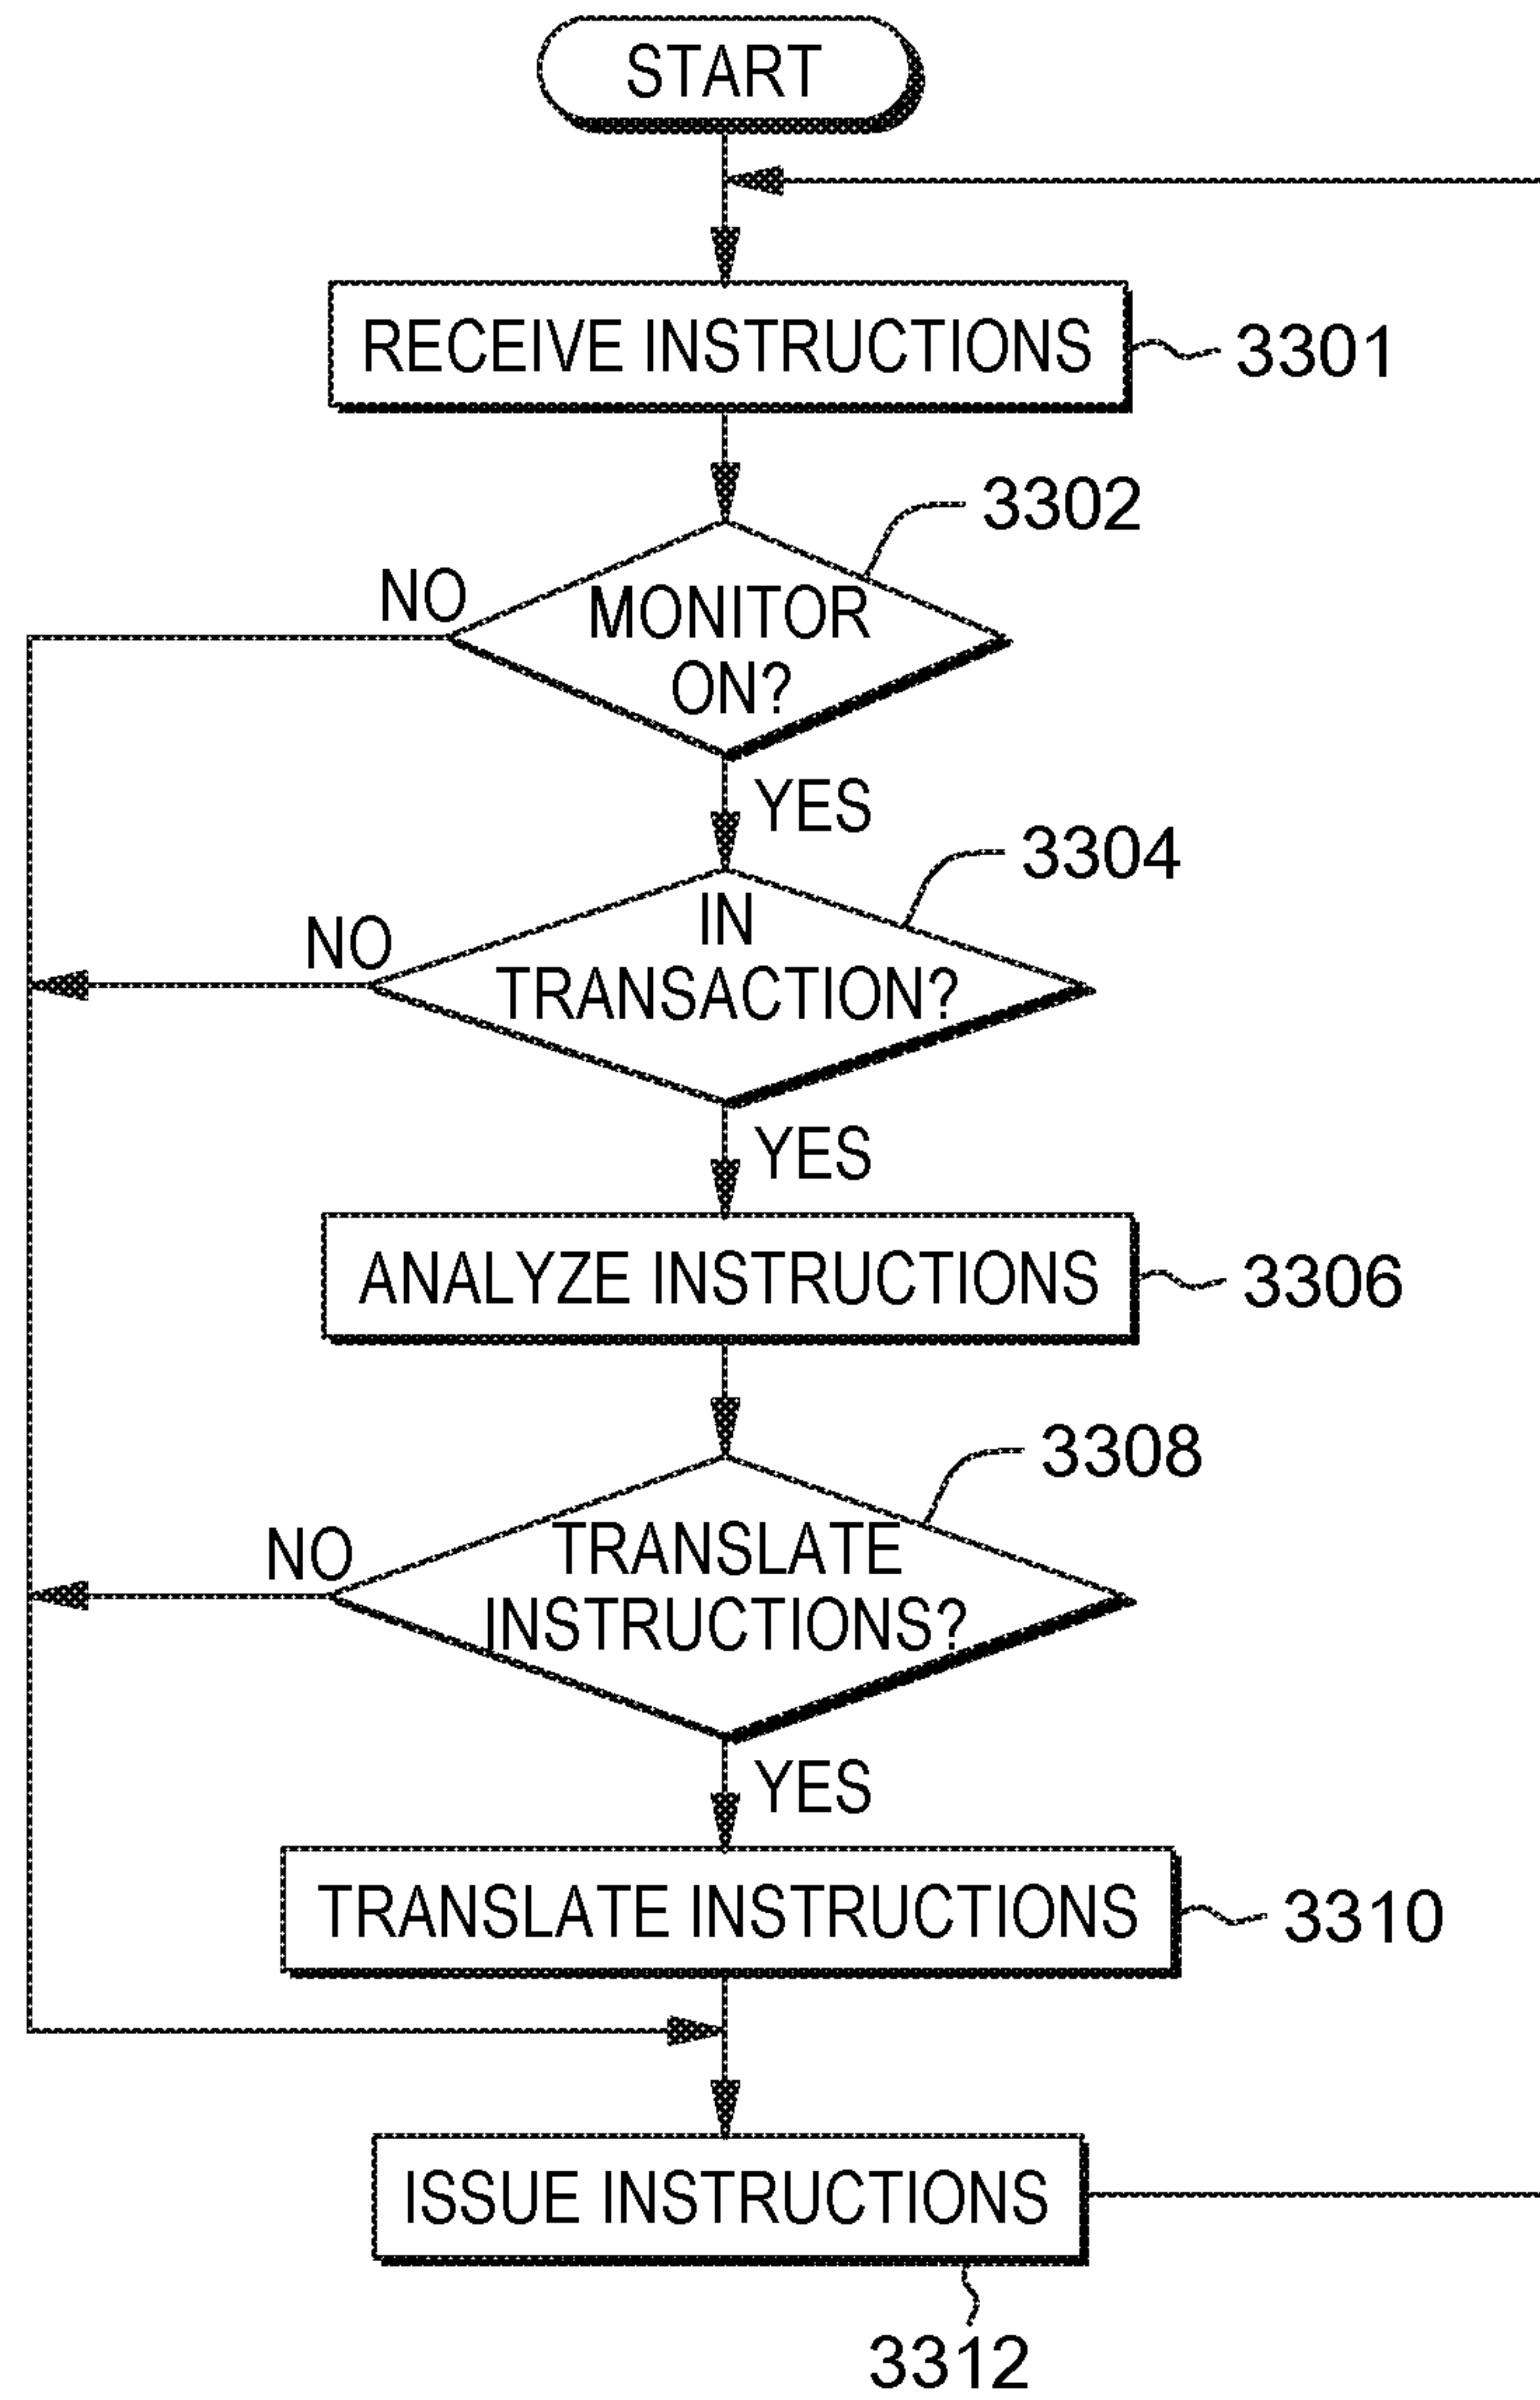 START
RECEIVE INSTRUCTIONS
3301
3302
NO
MONITOR
ON?
YES
3304
NO
IN
TRANSACTION?
YES
ANALYZE INSTRUCTIONS
3306
3308
NO
TRANSLATE
INSTRUCTIONS?
YES
TRANSLATE INSTRUCTIONS
3310
ISSUE INSTRUCTIONS
3312